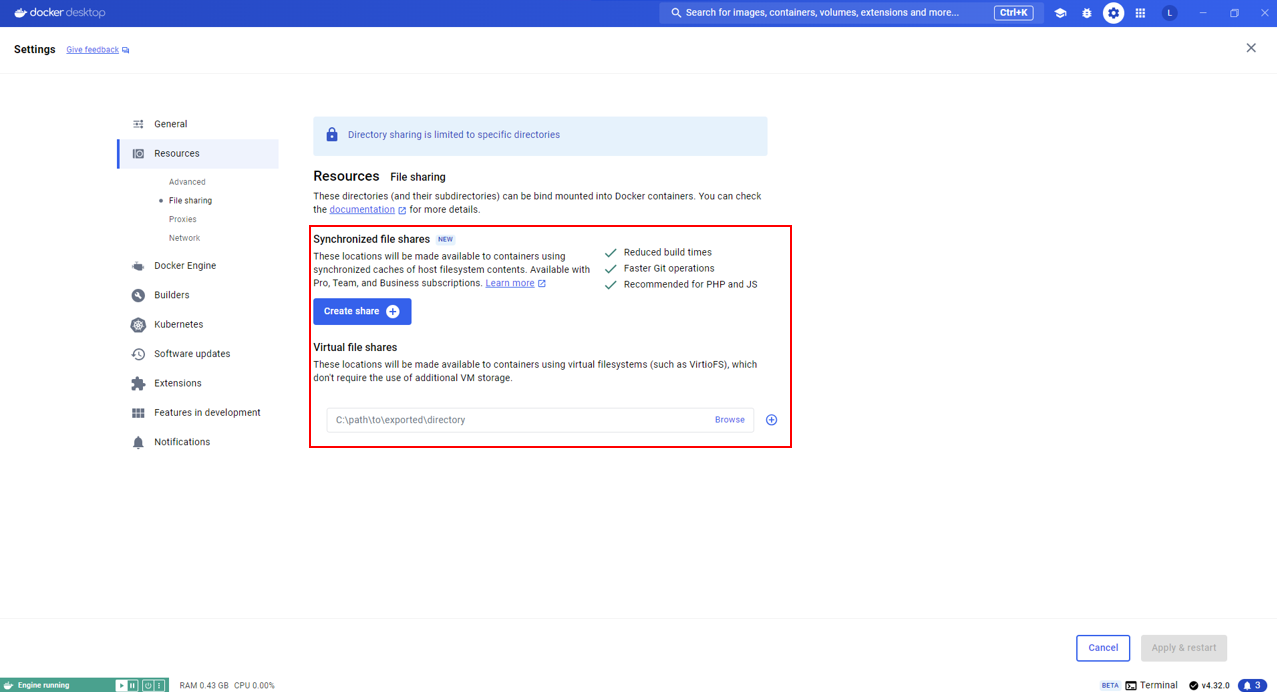 docker desktop
Search for images, containers, volumes, extensions and more...
Ctrl+K
L
Settings
Give feedback
General
Resources
Advanced
File sharing
Proxies
Network
Docker Engine
Builders
Kubernetes
Software updates
Extensions
Features in development
Notifications
Directory sharing is limited to specific directories
Resources File sharing
These directories (and their subdirectories) can be bind mounted into Docker containers. You can check
the documentation for more details.
Synchronized file shares NEW
These locations will be made available to containers using
synchronized caches of host filesystem contents. Available with
Pro, Team, and Business subscriptions. Learn more
Reduced build times
Faster Git operations
Recommended for PHP and JS
Create share
Virtual file shares
These locations will be made available to containers using virtual filesystems (such as VirtioFS), which
don't require the use of additional VM storage.
C:\path\to\exported\directory
Browse
Cancel
Apply & restart
Engine running
RAM 0.43 GB CPU 0.00%
BETA Terminal
v4.32.0
3